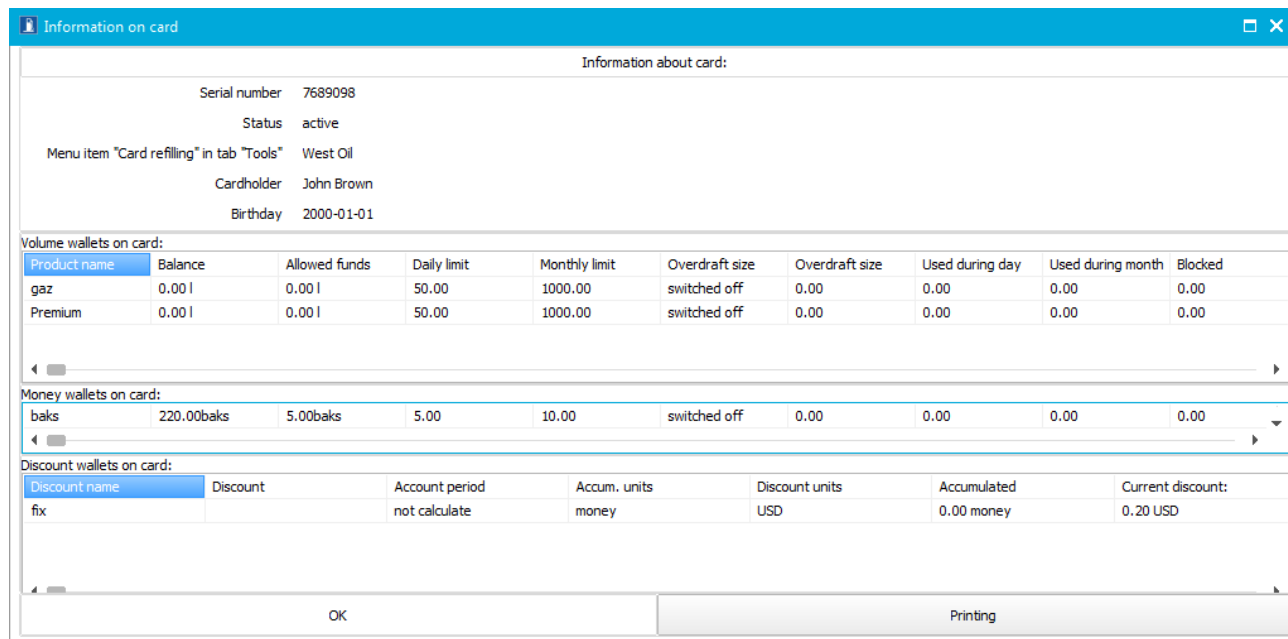 Information on card
Information about card:
Serial number 7689098
Status active
Menu item "Card refilling" in tab "Tools" West Oil
Cardholder John Brown
Birthday 2000-01-01
Volume wallets on card:
Product name Balance Allowed funds Daily limit Monthly limit Overdraft size Overdraft size Used during day Used during month Blocked
gaz 0.00 l 0.00 l 50.00 1000.00 switched off 0.00 0.00 0.00 0.00
Premium 0.00 l 0.00 l 50.00 1000.00 switched off 0.00 0.00 0.00 0.00
Money wallets on card:
baks 220.00baks 5.00baks 5.00 10.00 switched off 0.00 0.00 0.00 0.00
Discount wallets on card:
Discount name Discount Account period Accum. units Discount units Accumulated Current discount:
fix not calculate money USD 0.00 money 0.20 USD
OK Printing